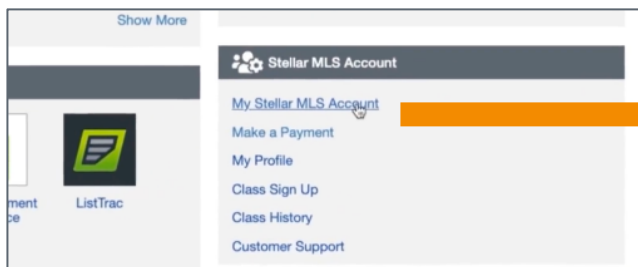 Show More
Stellar MLS Account
My Stellar MLS Account
Make a Payment
My Profile
Class Sign Up
Class History
Customer Support
ListTrac